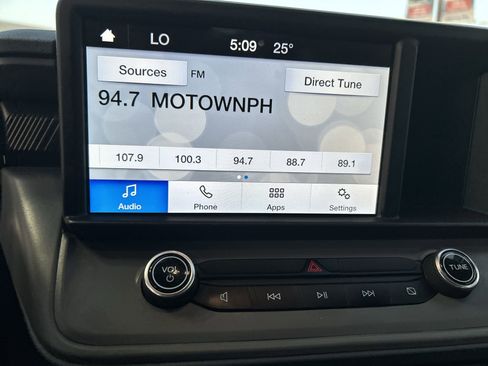 LO 5:09 25°
Sources FM Direct Tune
94.7 MOTOWNPH
107.9 100.3 94.7 88.7 89.1
Audio Phone Apps Settings
VOL TUNE